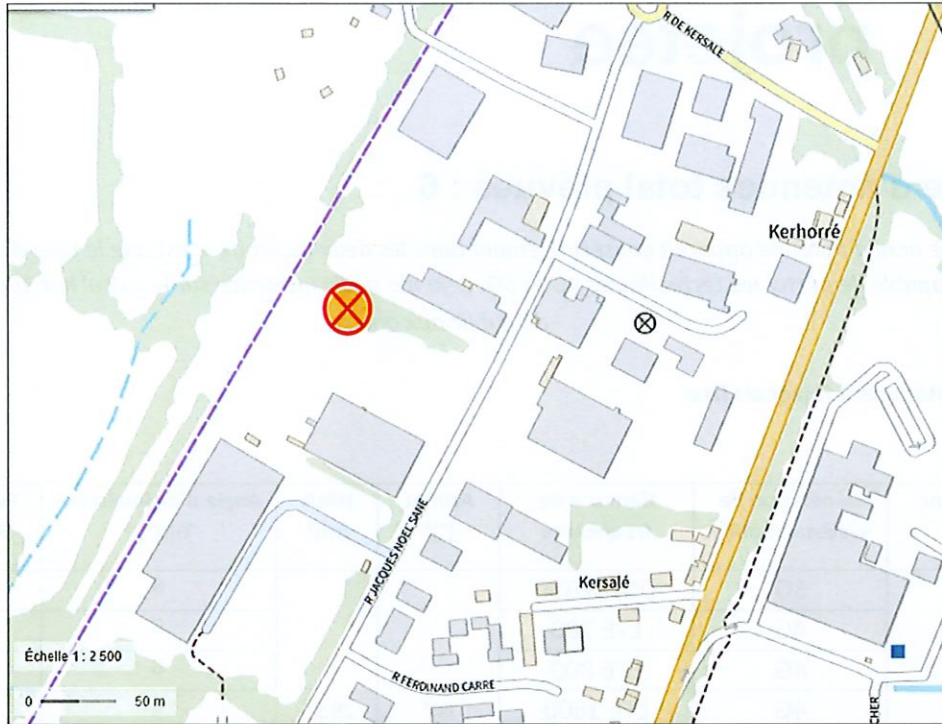 R DE KERSALE
Kerhorré
R JACQUES NOEL SANE
Kersalé
Échelle 1 : 2 500
0 50 m
R FERDINAND CARRE
CHER